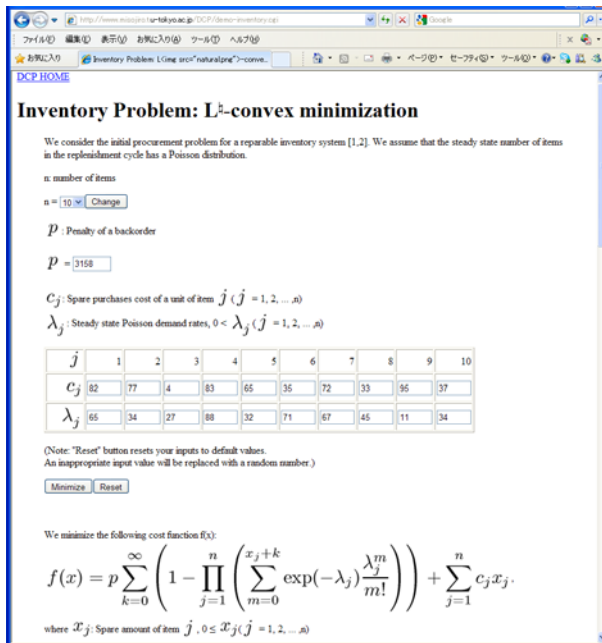 http://www.misojiro.t.u-tokyo.ac.jp/DCP/demo-inventory.cgi
Google
ファイル(F) 編集(E) 表示(V) お気に入り(A) ツール(T) ヘルプ(H)
お気に入り Inventory Problem: L<img src="natural.png">-conve...
ページ(P) セーフティ(S) ツール(O)
DCP HOME
Inventory Problem: L♮-convex minimization
We consider the initial procurement problem for a reparable inventory system [1,2]. We assume that the steady state number of items
in the replenishment cycle has a Poisson distribution.
n: number of items
n = 10 Change
p : Penalty of a backorder
p = 3158
c_j : Spare purchases cost of a unit of item j ( j = 1, 2, ... ,n)
λ_j : Steady state Poisson demand rates, 0 < λ_j ( j = 1, 2, ... ,n)
j 1 2 3 4 5 6 7 8 9 10
c_j 82 77 4 83 65 35 72 33 95 37
λ_j 65 34 27 88 32 71 67 45 11 34
(Note: "Reset" button resets your inputs to default values.
An inappropriate input value will be replaced with a random number.)
Minimize Reset
We minimize the following cost function f(x):
f(x) = p ∑_{k=0}^{∞} (1 − ∏_{j=1}^{n} (∑_{m=0}^{x_j+k} exp(−λ_j) λ_j^m / m!)) + ∑_{j=1}^{n} c_j x_j.
where x_j : Spare amount of item j , 0 ≤ x_j ( j = 1, 2, ... ,n)